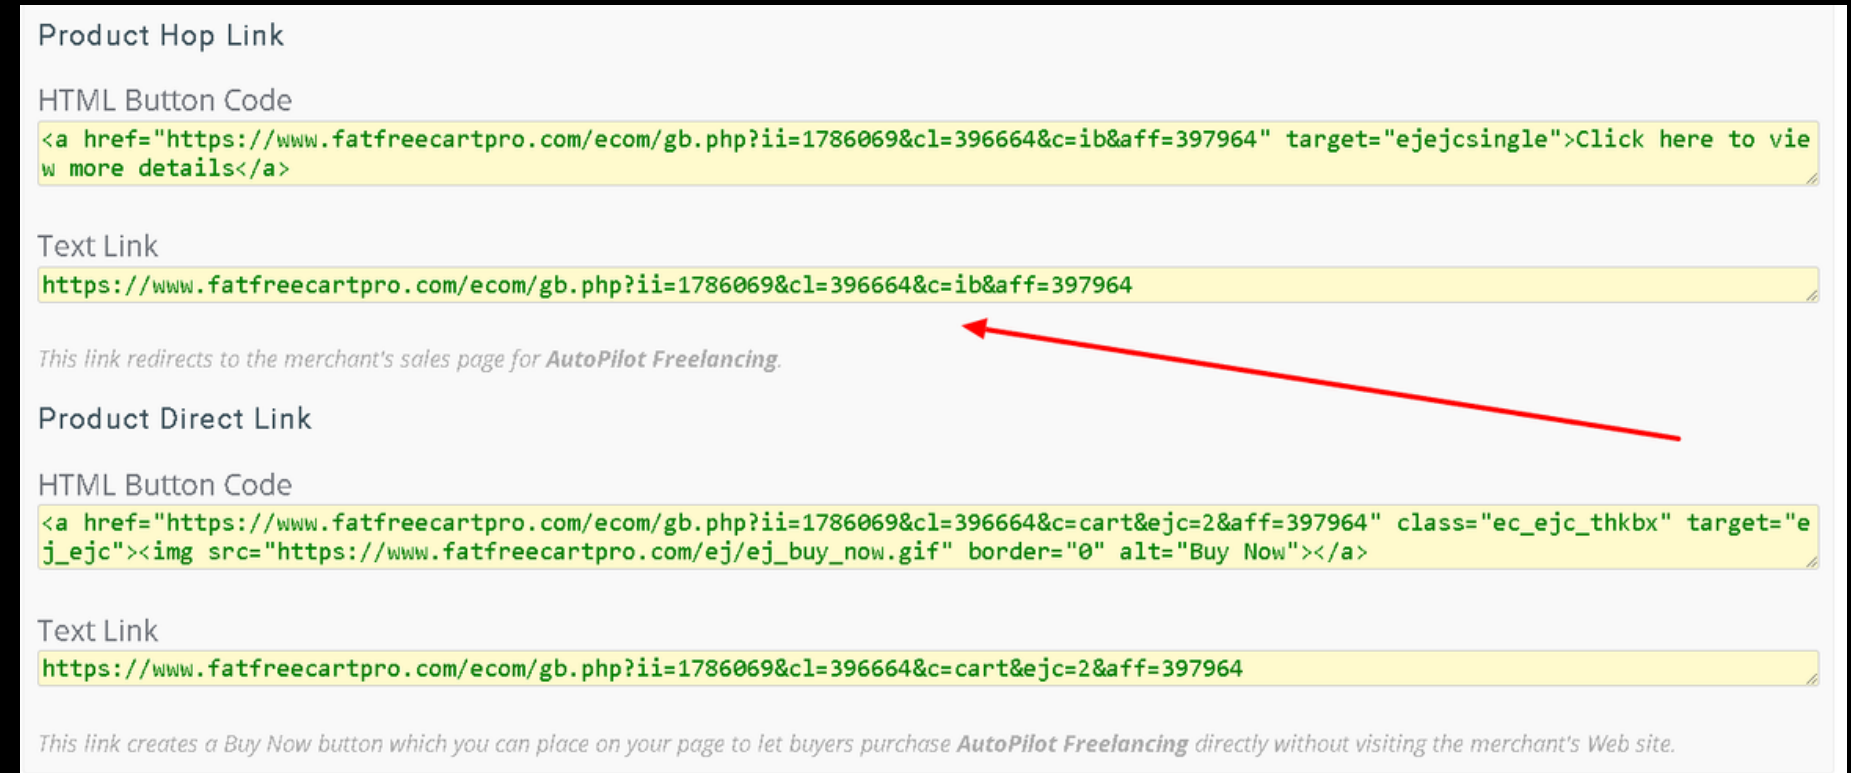 Product Hop Link
HTML Button Code
<a href="https://www.fatfreecartpro.com/ecom/gb.php?ii=1786069&cl=396664&c=ib&aff=397964" target="ejejcsingle">Click here to vie
w more details</a>
Text Link
https://www.fatfreecartpro.com/ecom/gb.php?ii=1786069&cl=396664&c=ib&aff=397964
This link redirects to the merchant's sales page for AutoPilot Freelancing.
Product Direct Link
HTML Button Code
<a href="https://www.fatfreecartpro.com/ecom/gb.php?ii=1786069&cl=396664&c=cart&ejc=2&aff=397964" class="ec_ejc_thkbx" target="e
j_ejc"><img src="https://www.fatfreecartpro.com/ej/ej_buy_now.gif" border="0" alt="Buy Now"></a>
Text Link
https://www.fatfreecartpro.com/ecom/gb.php?ii=1786069&cl=396664&c=cart&ejc=2&aff=397964
This link creates a Buy Now button which you can place on your page to let buyers purchase AutoPilot Freelancing directly without visiting the merchant's Web site.